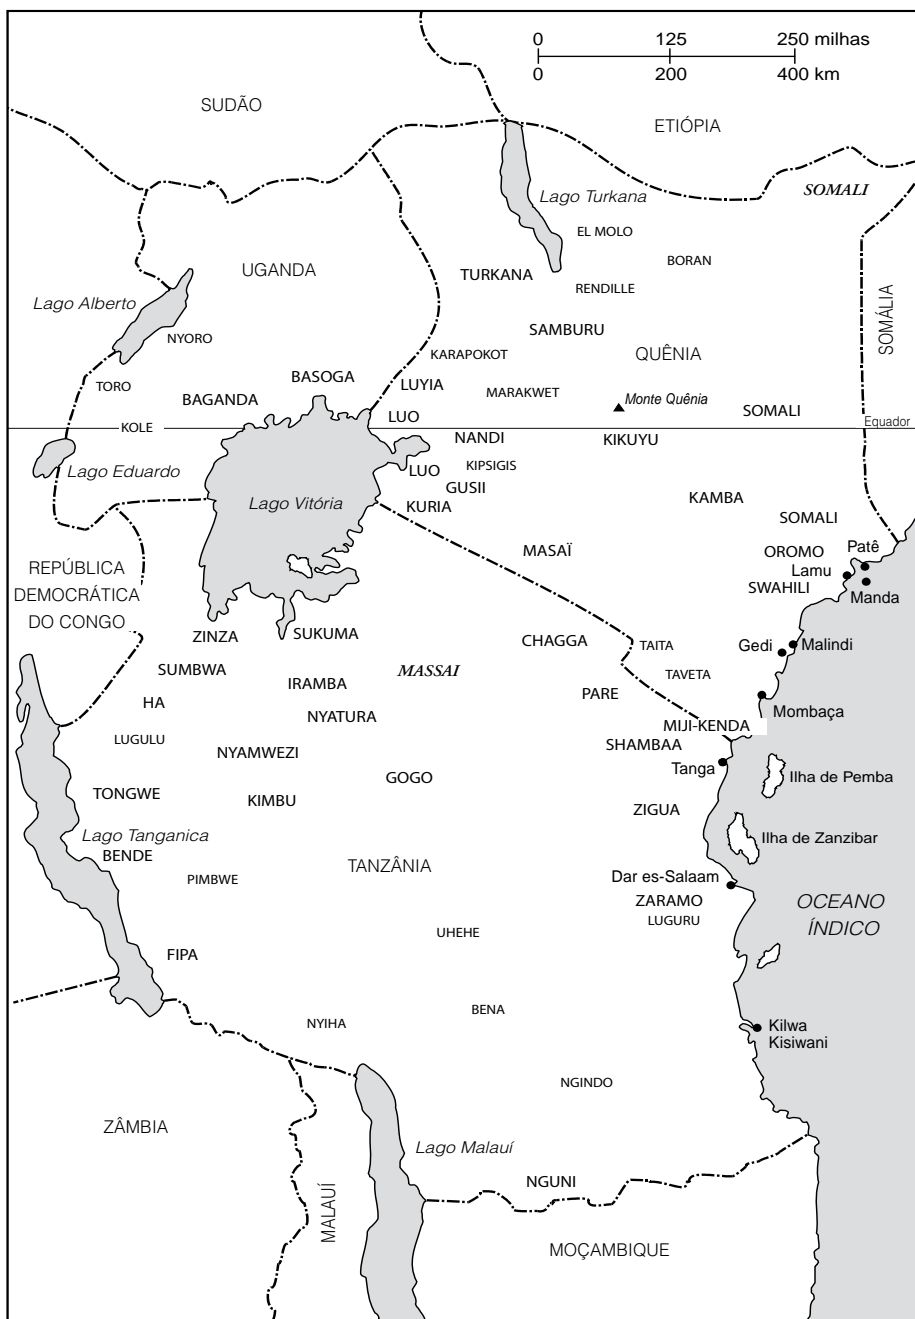 0 125 250 milhas
0 200 400 km
SUDÃO
ETIÓPIA
SOMALI
Lago Turkana
EL MOLO
BORAN
UGANDA
TURKANA
RENDILLE
Lago Alberto
SOMÁLIA
SAMBURU
NYORO
KARAPOKOT
QUÊNIA
BASOGA
TORO
LUYIA
MARAKWET
BAGANDA
Monte Quênia
LUO
SOMALI
KOLE
Equador
NANDI
KIKUYU
Lago Eduardo
LUO
KIPSIGIS
GUSII
Lago Vitória
KURIA
KAMBA
SOMALI
MASAÏ
OROMO
Patê
REPÚBLICA
DEMOCRÁTICA
DO CONGO
Lamu
SWAHILI
Manda
ZINZA
SUKUMA
CHAGGA
TAITA
Gedi
Malindi
SUMBWA
MASSAI
TAVETA
IRAMBA
PARE
HA
NYATURA
Mombaça
MIJI-KENDA
LUGULU
SHAMBAA
NYAMWEZI
Tanga
GOGO
Ilha de Pemba
TONGWE
KIMBU
ZIGUA
Lago Tanganica
Ilha de Zanzibar
BENDE
TANZÂNIA
PIMBWE
Dar es-Salaam
ZARAMO
OCEANO
ÍNDICO
LUGURU
UHEHE
FIPA
BENA
NYIHA
Kilwa
Kisiwani
NGINDO
ZÂMBIA
Lago Malauí
NGUNI
MALAUÍ
MOÇAMBIQUE